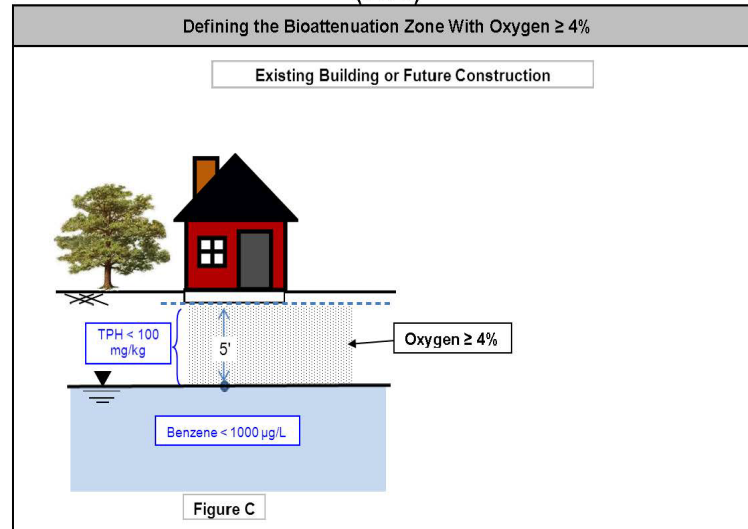 Defining the Bioattenuation Zone With Oxygen ≥ 4%
Existing Building or Future Construction
TPH < 100
mg/kg
5'
Oxygen ≥ 4%
Benzene < 1000 µg/L
Figure C